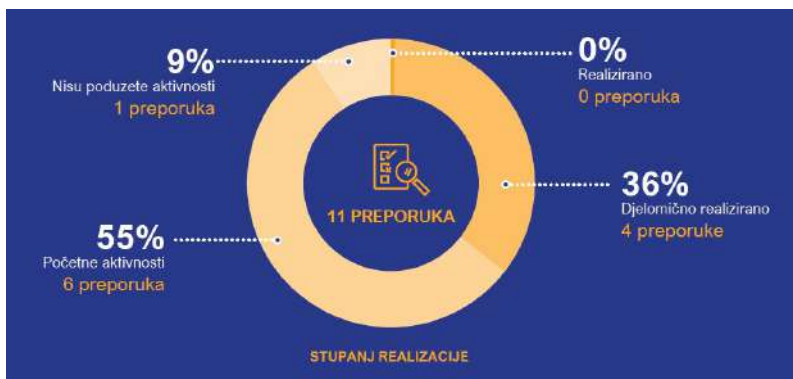 9%
Nisu poduzete aktivnosti
1 preporuka
0%
Realizirano
0 preporuka
11 PREPORUKA
36%
Djelomično realizirano
4 preporuke
55%
Početne aktivnosti
6 preporuka
STUPANJ REALIZACIJE